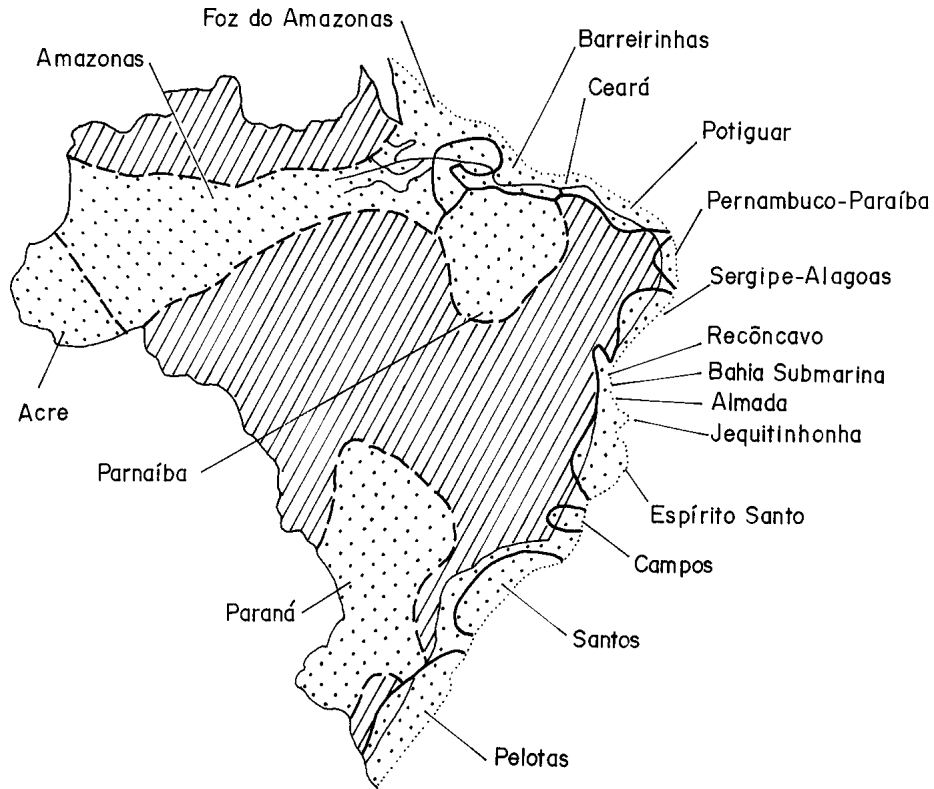 Foz do Amazonas
Amazonas
Barreirinhas
Ceará
Potiguar
Pernambuco-Paraíba
Sergipe-Alagoas
Recôncavo
Bahia Submarina
Almada
Jequitinhonha
Acre
Parnaíba
Espírito Santo
Campos
Paraná
Santos
Pelotas